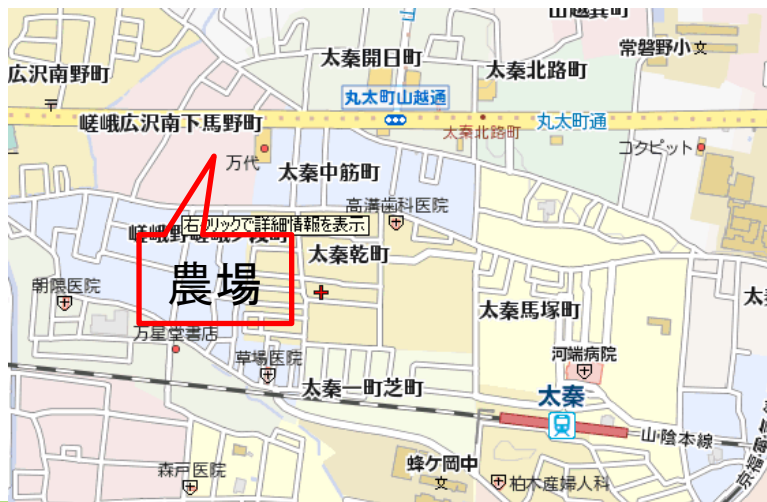 山越巽町
太秦開日町
常磐野小
文
広沢南野町
太秦北路町
丸太町山越通
嵯峨広沢南下馬野町
丸太町通
太秦北路町
コクピット
万代
太秦中筋町
高溝歯科医院
右クリックで詳細情報を表示
太秦乾町
農場
朝隈医院
太秦馬塚町
万星堂書店
草場医院
河端病院
太秦一町芝町
太秦
山陰本線
森戸医院
蜂ケ岡中
文
柏木産婦人科